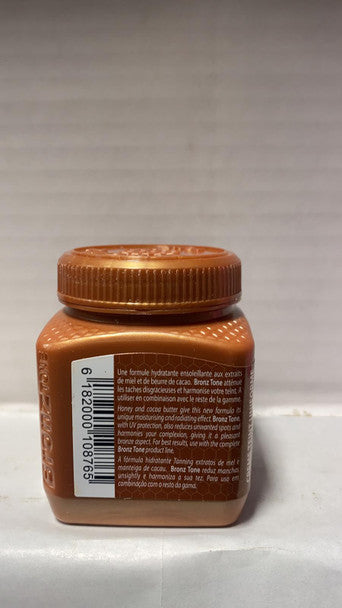 Une formule hydratante ensoleillante aux extraits
de miel et de beurre de cacao. Bronz Tone atténue
les taches disgracieuses et harmonise votre teint. A
utiliser en combinaison avec le reste de la gamme.
Honey and cocoa butter give this new formula its
unique moisturising and radiating effect. Bronz Tone
with UV protection, also reduces unwanted spots and
harmonies your complexion, giving it a pleasant
bronze aspect. For best results, use with the complete
Bronz Tone product line.
A fórmula hidratante Tanning extratos de mel e
manteiga de cacau. Bronz Tone reduz manchas
unsightly e harmoniza a sua tez. Para uso em
combinação com o resto da gama.
6 182000 108765